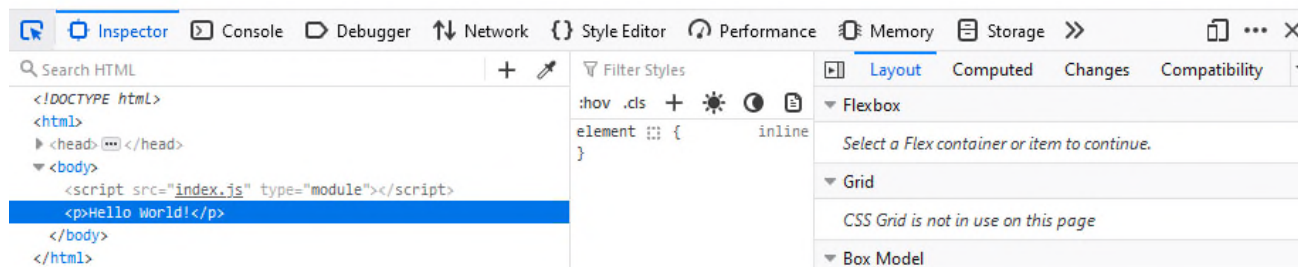 Inspector Console Debugger Network Style Editor Performance Memory Storage
Search HTML
<!DOCTYPE html>
<html>
<head> ••• </head>
<body>
<script src="index.js" type="module"></script>
<p>Hello World!</p>
</body>
</html>
Filter Styles
:hov .cls
element { inline
}
Layout Computed Changes Compatibility
Flexbox
Select a Flex container or item to continue.
Grid
CSS Grid is not in use on this page
Box Model